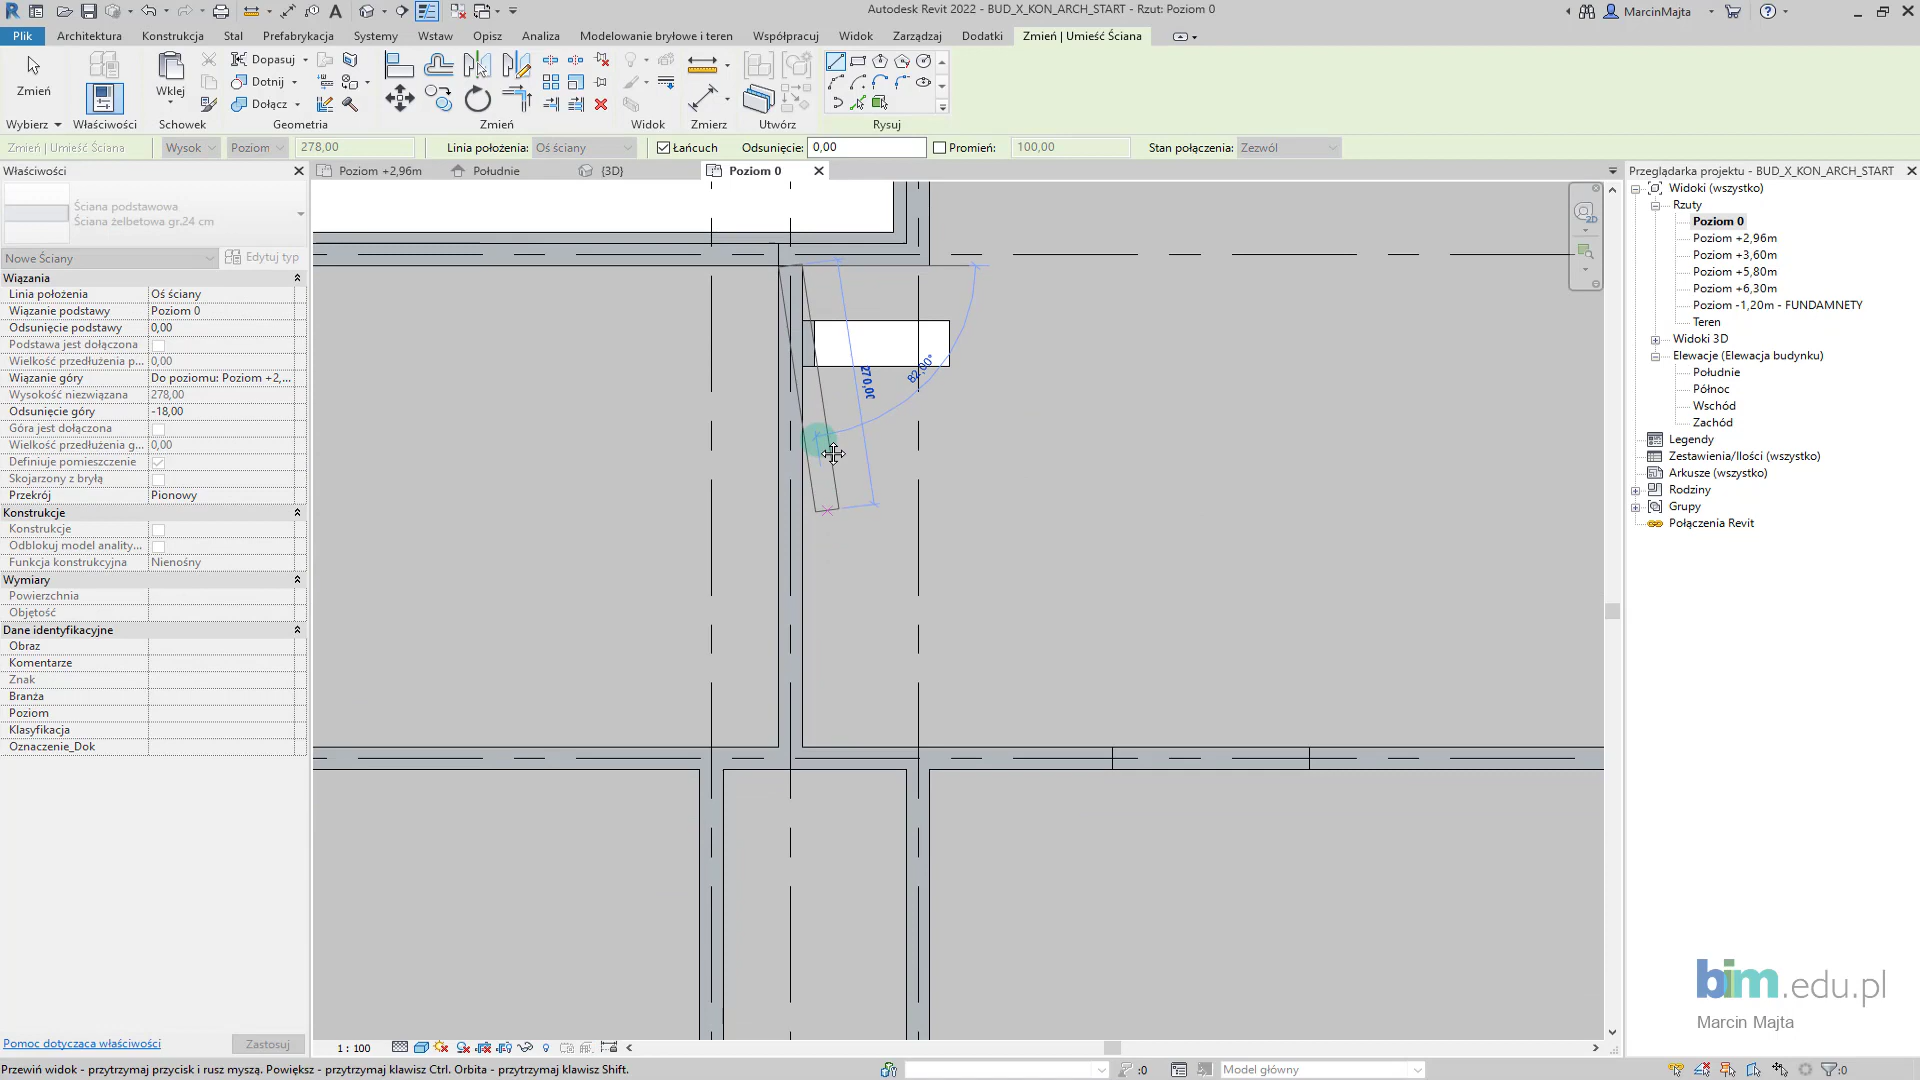 Autodesk Revit 2022 - BUD_X_KON_ARCH_START - Rzut: Poziom 0
MarcinMajta
Plik
Architektura
Konstrukcja
Stal
Prefabrykacja
Systemy
Wstaw
Opisz
Analiza
Modelowanie bryłowe i teren
Współpracuj
Widok
Zarządzaj
Dodatki
Zmień | Umieść Ściana
Zmień
Wklej
Dopasuj
Dotnij
Dołącz
Wybierz
Właściwości
Schowek
Geometria
Zmień
Widok
Zmierz
Utwórz
Rysuj
Zmień | Umieść Ściana
Wysok
Poziom
278,00
Linia położenia:
Oś ściany
Łańcuch
Odsunięcie:
0,00
Promień:
100,00
Stan połączenia:
Zezwól
Właściwości
Poziom +2,96m
Południe
{3D}
Poziom 0
Przeglądarka projektu - BUD_X_KON_ARCH_START
Ściana podstawowa
Ściana żelbetowa gr.24 cm
Nowe Ściany
Edytuj typ
Wiązania
Linia położenia Oś ściany
Wiązanie podstawy Poziom 0
Odsunięcie podstawy 0,00
Podstawa jest dołączona
Wielkość przedłużenia p... 0,00
Wiązanie góry Do poziomu: Poziom +2,...
Wysokość niezwiązana 278,00
Odsunięcie góry -18,00
Góra jest dołączona
Wielkość przedłużenia g... 0,00
Definiuje pomieszczenie
Skojarzony z bryłą
Przekrój Pionowy
Konstrukcje
Konstrukcje
Odblokuj model anality...
Funkcja konstrukcyjna Nienośny
Wymiary
Powierzchnia
Objętość
Dane identyfikacyjne
Obraz
Komentarze
Znak
Branża
Poziom
Klasyfikacja
Oznaczenie_Dok
Pomoc dotycząca właściwości
Zastosuj
270,00
82,00°
2D
Widoki (wszystko)
Rzuty
Poziom 0
Poziom +2,96m
Poziom +3,60m
Poziom +5,80m
Poziom +6,30m
Poziom -1,20m - FUNDAMNETY
Teren
Widoki 3D
Elewacje (Elewacja budynku)
Południe
Północ
Wschód
Zachód
Legendy
Zestawienia/Ilości (wszystko)
Arkusze (wszystko)
Rodziny
Grupy
Połączenia Revit
bim.edu.pl
Marcin Majta
1 : 100
Przewiń widok - przytrzymaj przycisk i rusz myszą. Powiększ - przytrzymaj klawisz Ctrl. Orbita - przytrzymaj klawisz Shift.
:0
Model główny
:0